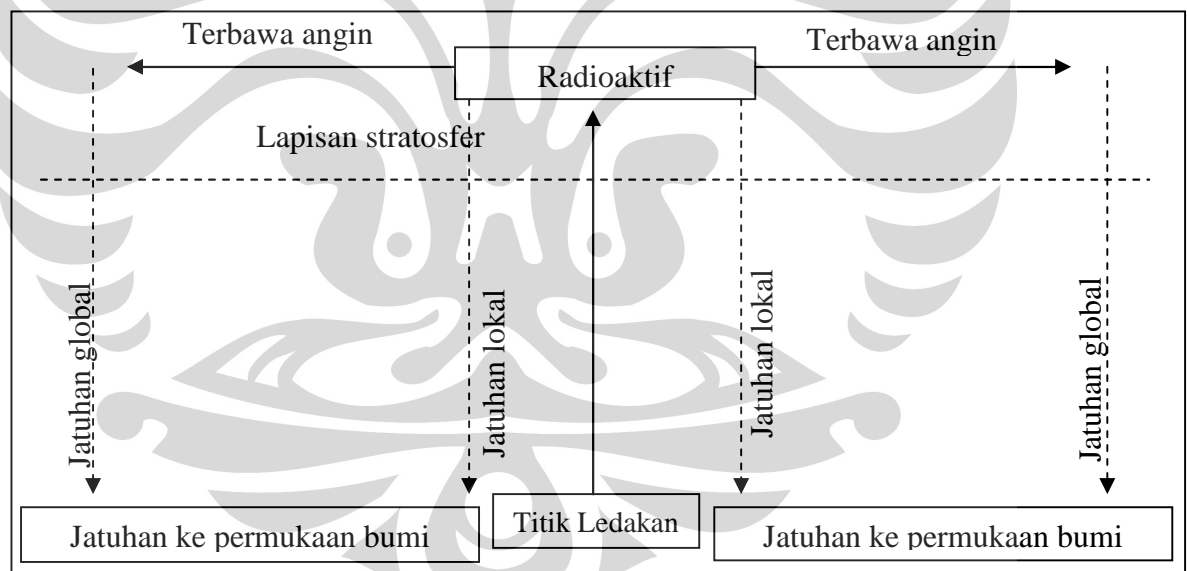 Terbawa angin
Terbawa angin
Radioaktif
Lapisan stratosfer
Jatuhan global
Jatuhan lokal
Jatuhan lokal
Jatuhan global
Jatuhan ke permukaan bumi
Titik Ledakan
Jatuhan ke permukaan bumi